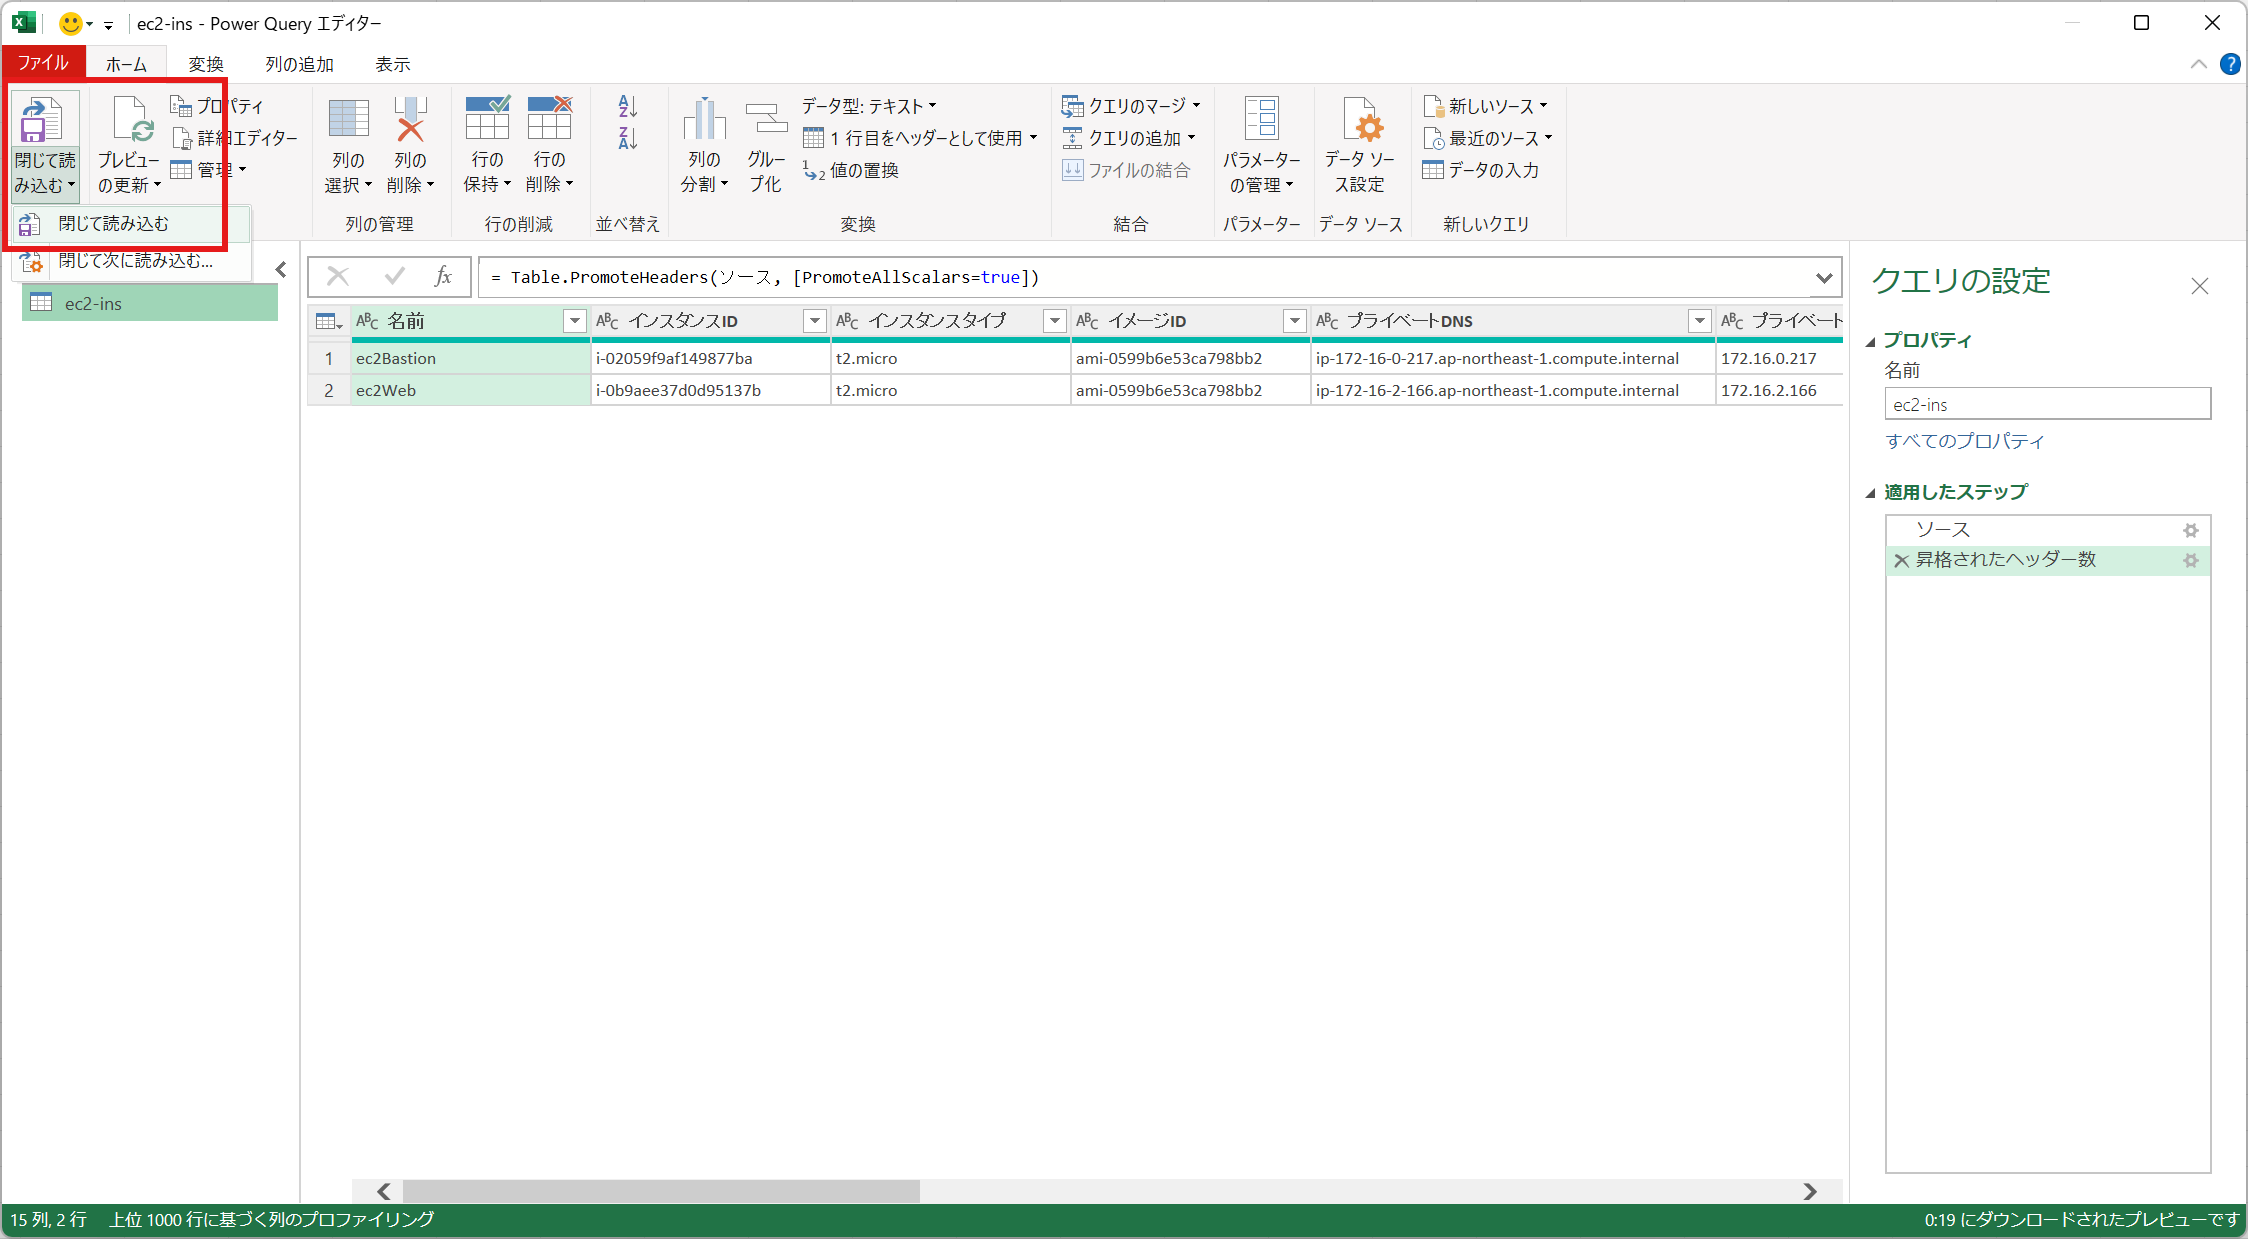 ec2-ins - Power Query エディター
ファイル
ホーム
変換
列の追加
表示
閉じて読
み込む
プレビュー
の更新
プロパティ
詳細エディター
管理
列の
選択
列の
削除
列の管理
行の
保持
行の
削除
行の削減
並べ替え
列の
分割
グルー
プ化
データ型: テキスト
1 行目をヘッダーとして使用
1
2
値の置換
変換
クエリのマージ
クエリの追加
ファイルの結合
結合
パラメーター
の管理
パラメーター
データ ソー
ス設定
データ ソース
新しいソース
最近のソース
データの入力
新しいクエリ
閉じて読み込む
閉じて次に読み込む...
ec2-ins
fx
= Table.PromoteHeaders(ソース, [PromoteAllScalars=true])
ABC 名前
ABC インスタンスID
ABC インスタンスタイプ
ABC イメージID
ABC プライベートDNS
ABC プライベート
1 ec2Bastion i-02059f9af149877ba t2.micro ami-0599b6e53ca798bb2 ip-172-16-0-217.ap-northeast-1.compute.internal 172.16.0.217
2 ec2Web i-0b9aee37d0d95137b t2.micro ami-0599b6e53ca798bb2 ip-172-16-2-166.ap-northeast-1.compute.internal 172.16.2.166
クエリの設定
プロパティ
名前
ec2-ins
すべてのプロパティ
適用したステップ
ソース
昇格されたヘッダー数
15 列, 2 行
上位 1000 行に基づく列のプロファイリング
0:19 にダウンロードされたプレビューです